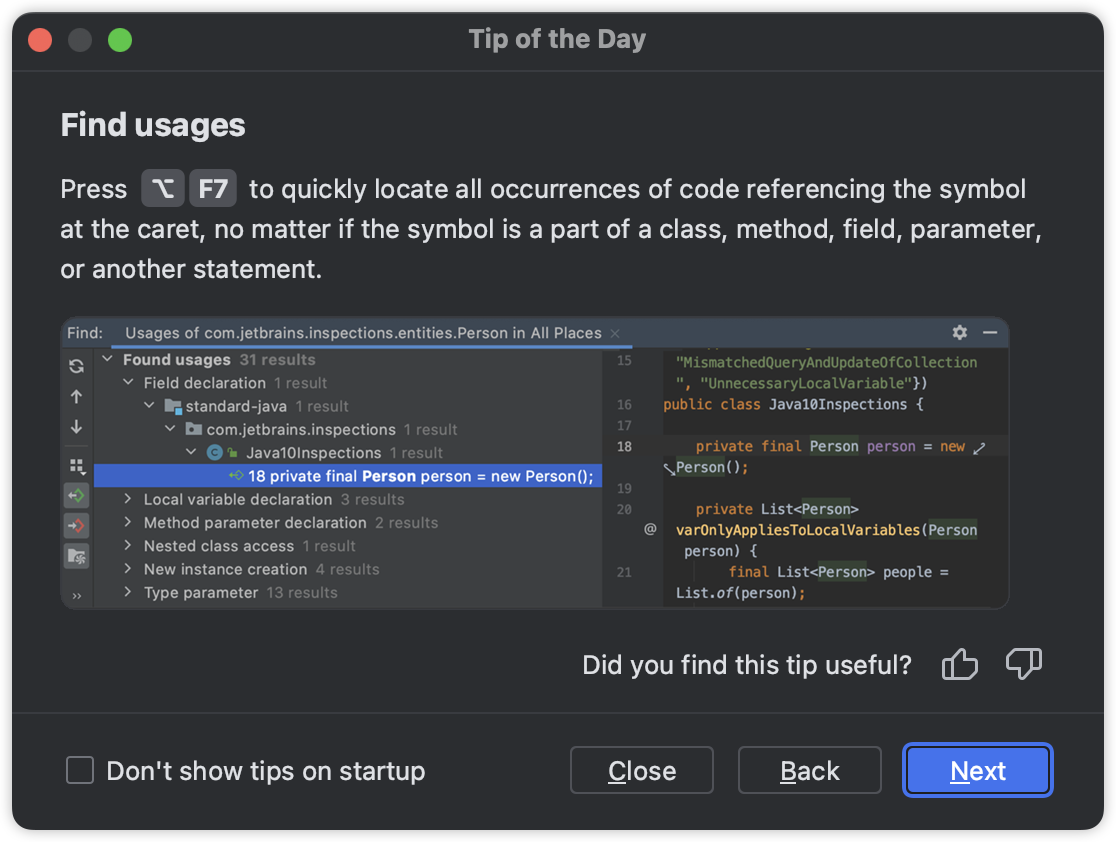 Tip of the Day
Find usages
Press ⌥ F7 to quickly locate all occurrences of code referencing the symbol
at the caret, no matter if the symbol is a part of a class, method, field, parameter,
or another statement.
Find: Usages of com.jetbrains.inspections.entities.Person in All Places
Found usages 31 results
Field declaration 1 result
standard-java 1 result
com.jetbrains.inspections 1 result
Java10Inspections 1 result
18 private final Person person = new Person();
Local variable declaration 3 results
Method parameter declaration 2 results
Nested class access 1 result
New instance creation 4 results
Type parameter 13 results
15 "MismatchedQueryAndUpdateOfCollection
", "UnnecessaryLocalVariable"})
16 public class Java10Inspections {
17
18 private final Person person = new
Person();
19
20 private List<Person>
@ varOnlyAppliesToLocalVariables(Person
person) {
21 final List<Person> people =
List.of(person);
Did you find this tip useful?
Don't show tips on startup
Close
Back
Next